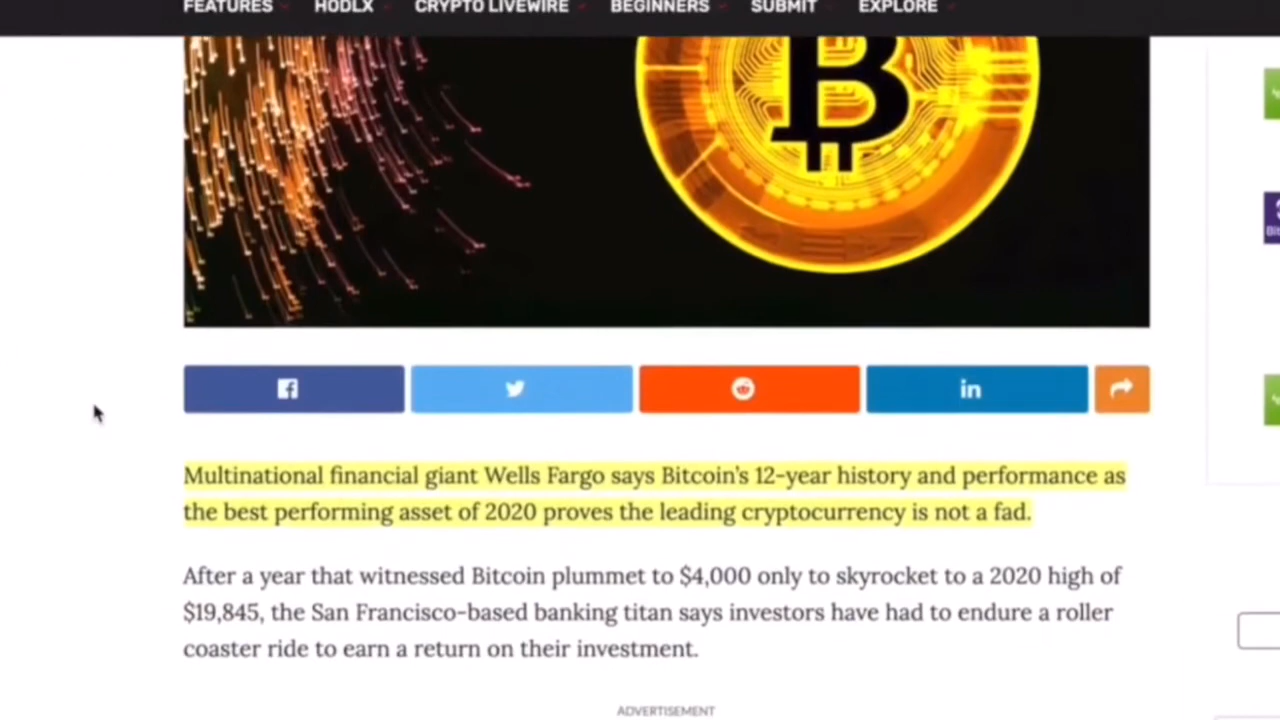 FEATURES HODLX CRYPTO LIVEWIRE BEGINNERS SUBMIT EXPLORE
Multinational financial giant Wells Fargo says Bitcoin's 12-year history and performance as
the best performing asset of 2020 proves the leading cryptocurrency is not a fad.
After a year that witnessed Bitcoin plummet to $4,000 only to skyrocket to a 2020 high of
$19,845, the San Francisco-based banking titan says investors have had to endure a roller
coaster ride to earn a return on their investment.
ADVERTISEMENT